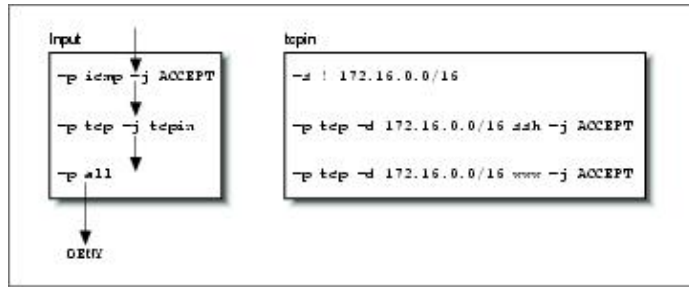 Input
-p icmp -j ACCEPT
-p tcp -j tcpin
-p all
DENY
tcpin
-s ! 172.16.0.0/16
-p tcp -d 172.16.0.0/16 ssh -j ACCEPT
-p tcp -d 172.16.0.0/16 www -j ACCEPT